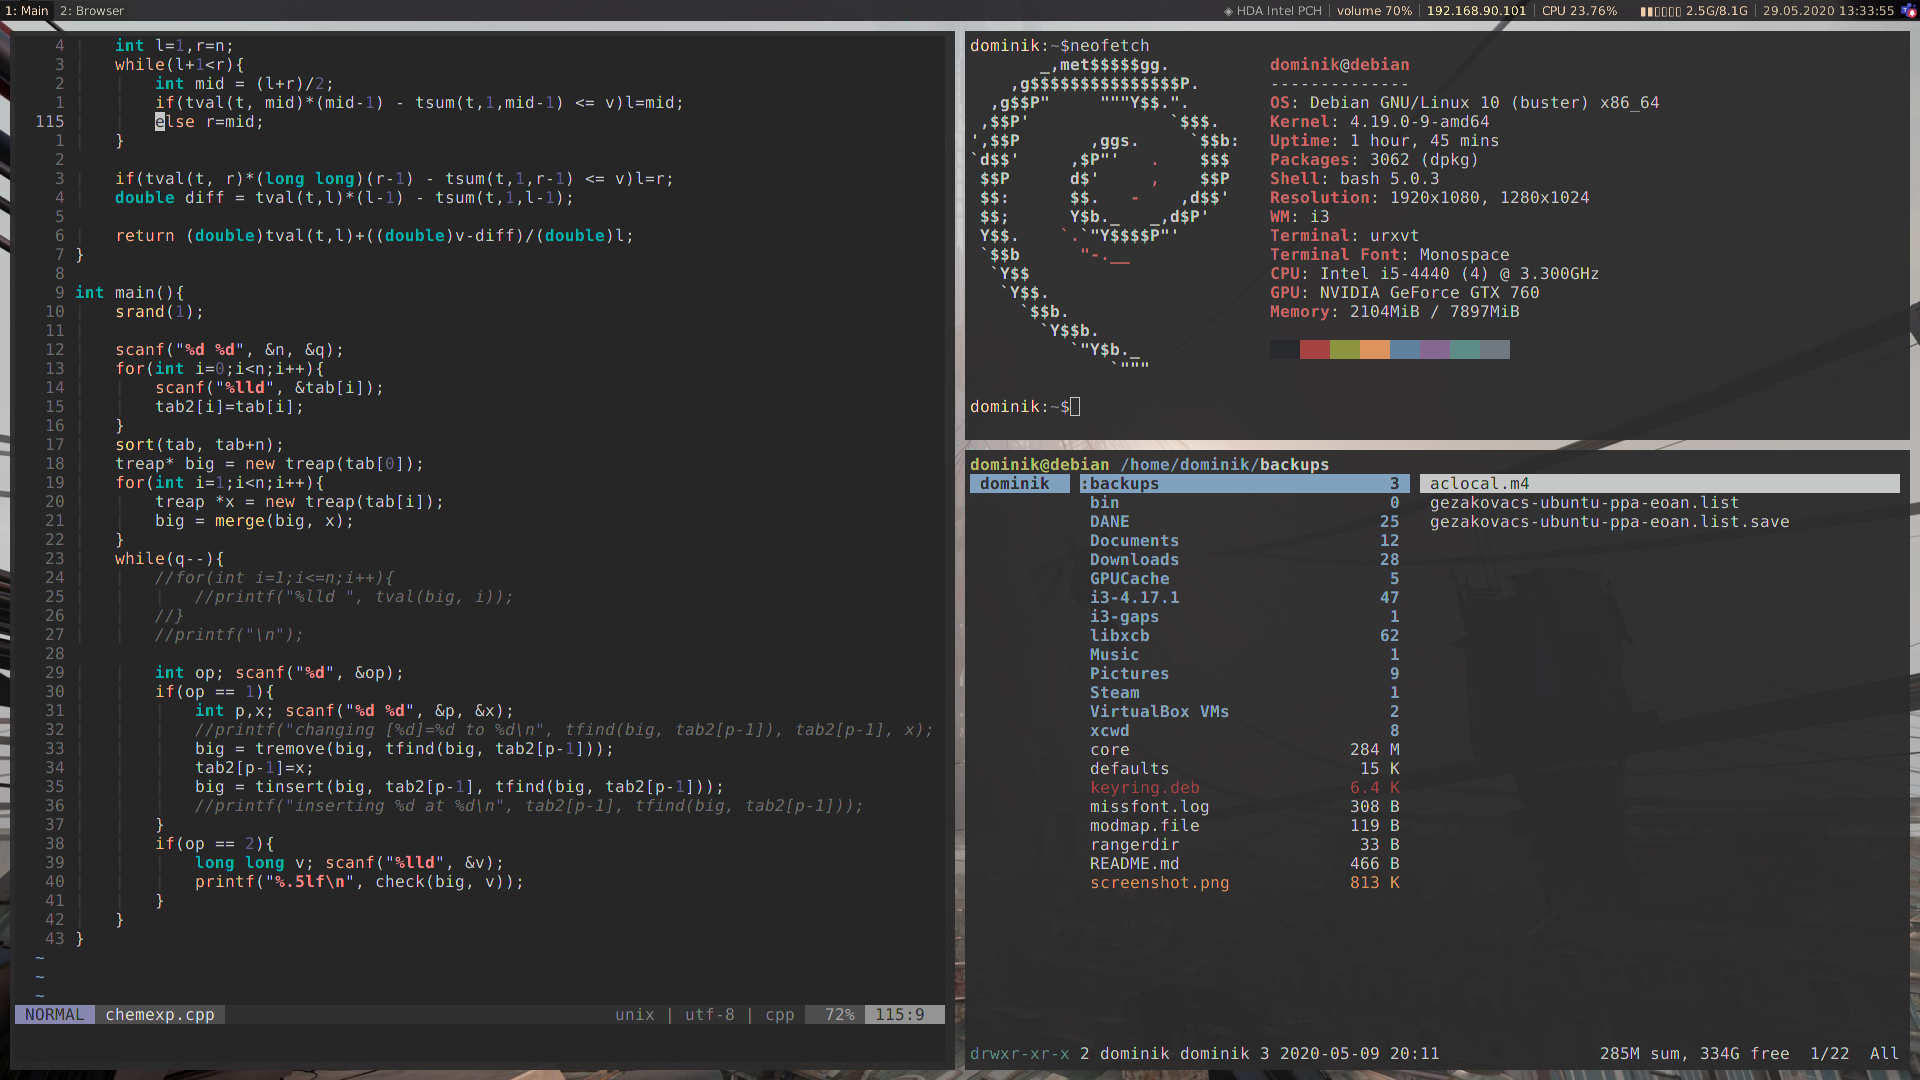 1: Main 2: Browser
◈ HDA Intel PCH | volume 70% | 192.168.90.101 | CPU 23.76% | ▮▮▯▯▯▯ 2.5G/8.1G | 29.05.2020 13:33:55
4     int l=1,r=n;
3     while(l+1<r){
2         int mid = (l+r)/2;
1         if(tval(t, mid)*(mid-1) - tsum(t,1,mid-1) <= v)l=mid;
115         else r=mid;
1     }
2
3     if(tval(t, r)*(long long)(r-1) - tsum(t,1,r-1) <= v)l=r;
4     double diff = tval(t,l)*(l-1) - tsum(t,1,l-1);
5
6     return (double)tval(t,l)+((double)v-diff)/(double)l;
7 }
8
9 int main(){
10     srand(1);
11
12     scanf("%d %d", &n, &q);
13     for(int i=0;i<n;i++){
14         scanf("%lld", &tab[i]);
15         tab2[i]=tab[i];
16     }
17     sort(tab, tab+n);
18     treap* big = new treap(tab[0]);
19     for(int i=1;i<n;i++){
20         treap *x = new treap(tab[i]);
21         big = merge(big, x);
22     }
23     while(q--){
24         //for(int i=1;i<=n;i++){
25             //printf("%lld ", tval(big, i));
26         //}
27         //printf("\n");
28
29         int op; scanf("%d", &op);
30         if(op == 1){
31             int p,x; scanf("%d %d", &p, &x);
32             //printf("changing [%d]=%d to %d\n", tfind(big, tab2[p-1]), tab2[p-1], x);
33             big = tremove(big, tfind(big, tab2[p-1]));
34             tab2[p-1]=x;
35             big = tinsert(big, tab2[p-1], tfind(big, tab2[p-1]));
36             //printf("inserting %d at %d\n", tab2[p-1], tfind(big, tab2[p-1]));
37         }
38         if(op == 2){
39             long long v; scanf("%lld", &v);
40             printf("%.5lf\n", check(big, v));
41         }
42     }
43 }
~
~
~
NORMAL chemexp.cpp unix | utf-8 | cpp 72% 115:9
dominik:~$neofetch
       _,met$$$$$gg.
    ,g$$$$$$$$$$$$$$$P.
  ,g$$P"     """Y$$.".
 ,$$P'              `$$$.
',$$P       ,ggs.     `$$b:
`d$$'     ,$P"'   .    $$$
 $$P      d$'     ,    $$P
 $$:      $$.   -    ,d$$'
 $$;      Y$b._   _,d$P'
 Y$$.    `.`"Y$$$$P"'
 `$$b      "-.__
  `Y$$
   `Y$$.
     `$$b.
       `Y$$b.
          `"Y$b._
              `"""
dominik@debian
--------------
OS: Debian GNU/Linux 10 (buster) x86_64
Kernel: 4.19.0-9-amd64
Uptime: 1 hour, 45 mins
Packages: 3062 (dpkg)
Shell: bash 5.0.3
Resolution: 1920x1080, 1280x1024
WM: i3
Terminal: urxvt
Terminal Font: Monospace
CPU: Intel i5-4440 (4) @ 3.300GHz
GPU: NVIDIA GeForce GTX 760
Memory: 2104MiB / 7897MiB
dominik:~$
dominik@debian /home/dominik/backups
dominik :backups 3 aclocal.m4
bin 0 gezakovacs-ubuntu-ppa-eoan.list
DANE 25 gezakovacs-ubuntu-ppa-eoan.list.save
Documents 12
Downloads 28
GPUCache 5
i3-4.17.1 47
i3-gaps 1
libxcb 62
Music 1
Pictures 9
Steam 1
VirtualBox VMs 2
xcwd 8
core 284 M
defaults 15 K
keyring.deb 6.4 K
missfont.log 308 B
modmap.file 119 B
rangerdir 33 B
README.md 466 B
screenshot.png 813 K
drwxr-xr-x 2 dominik dominik 3 2020-05-09 20:11 285M sum, 334G free 1/22 All